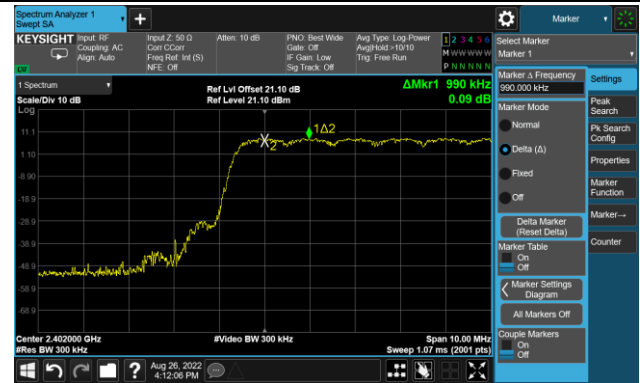 Spectrum Analyzer 1
Swept SA
Marker
KEYSIGHT
Input: RF
Coupling: AC
Align: Auto
Input Z: 50 Ω
Corr CCorr
Freq Ref: Int (S)
NFE: Off
Atten: 10 dB
PNO: Best Wide
Gate: Off
IF Gain: Low
Sig Track: Off
Avg Type: Log-Power
Avg|Hold:>10/10
Trig: Free Run
1 2 3 4 5 6
M W W W W W
P N N N N N
LXI
1 Spectrum
Scale/Div 10 dB
Log
Ref Lvl Offset 21.10 dB
Ref Level 21.10 dBm
ΔMkr1 990 kHz
0.09 dB
11.1
1.10
-8.90
-18.9
-28.9
-38.9
-48.9
-58.9
-68.9
1Δ2
X2
Center 2.402000 GHz
#Res BW 300 kHz
#Video BW 300 kHz
Span 10.00 MHz
Sweep 1.07 ms (2001 pts)
Aug 26, 2022
4:12:06 PM
Select Marker
Marker 1
Marker Δ Frequency
990.000 kHz
Marker Mode
Normal
Delta (Δ)
Fixed
Off
Delta Marker
(Reset Delta)
Marker Table
On
Off
Marker Settings
Diagram
All Markers Off
Couple Markers
On
Off
Settings
Peak
Search
Pk Search
Config
Properties
Marker
Function
Marker→
Counter